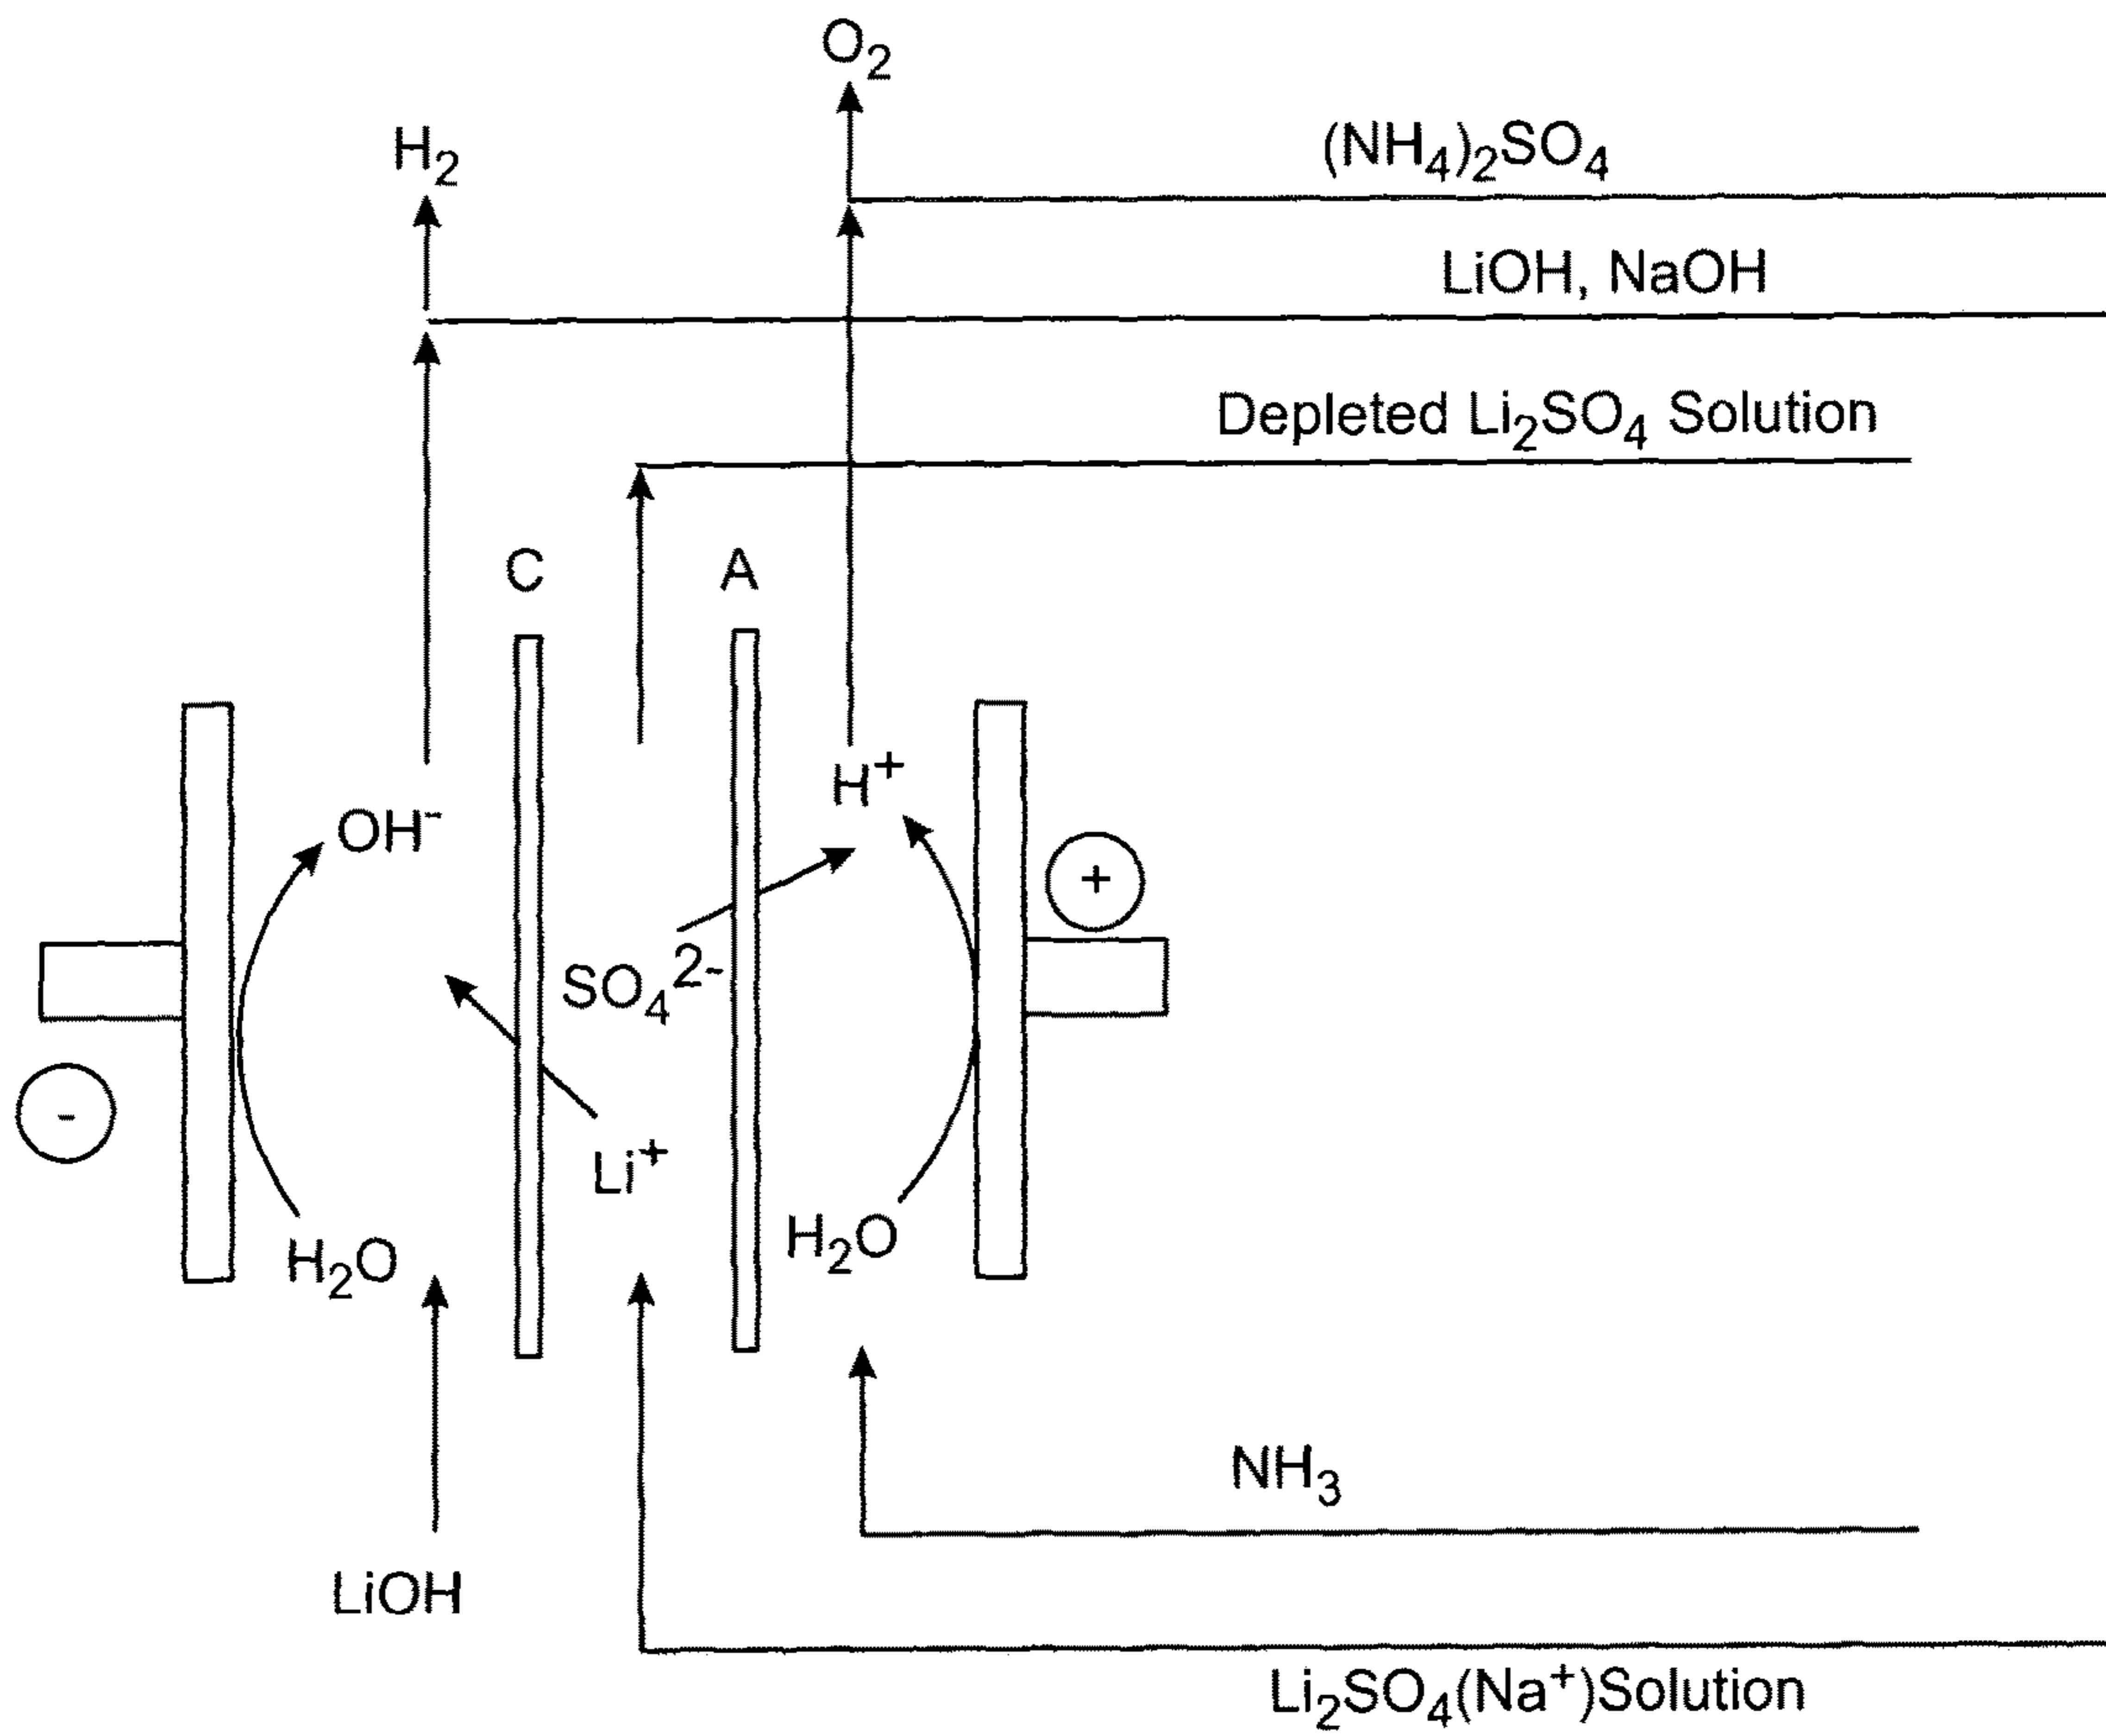 O₂
H₂
(NH₄)₂SO₄
LiOH, NaOH
Depleted Li₂SO₄ Solution
C
A
H⁺
OH⁻
+
SO₄²⁻
-
Li⁺
H₂O
H₂O
NH₃
LiOH
Li₂SO₄(Na⁺)Solution